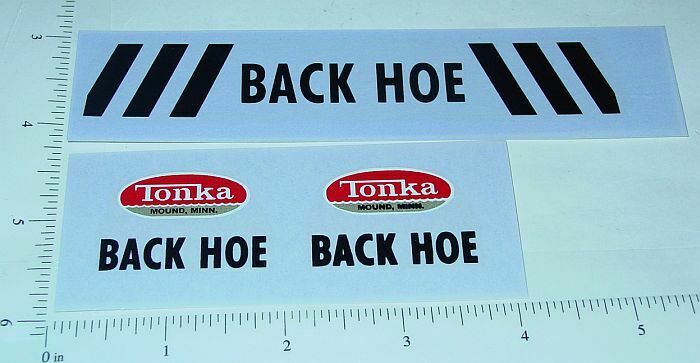 BACK HOE
Tonka
MOUND, MINN.
BACK HOE
Tonka
MOUND, MINN.
BACK HOE
3
4
5
6
0 in
1
2
3
4
5